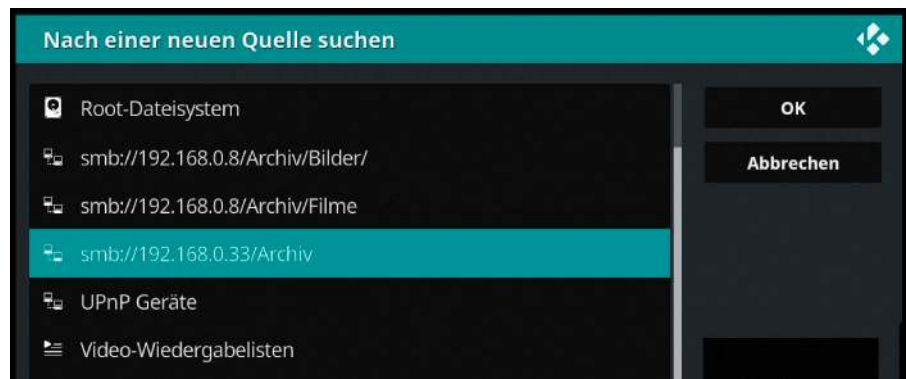 Nach einer neuen Quelle suchen
Root-Dateisystem
smb://192.168.0.8/Archiv/Bilder/
smb://192.168.0.8/Archiv/Filme
smb://192.168.0.33/Archiv
UPnP Geräte
Video-Wiedergabelisten
OK
Abbrechen